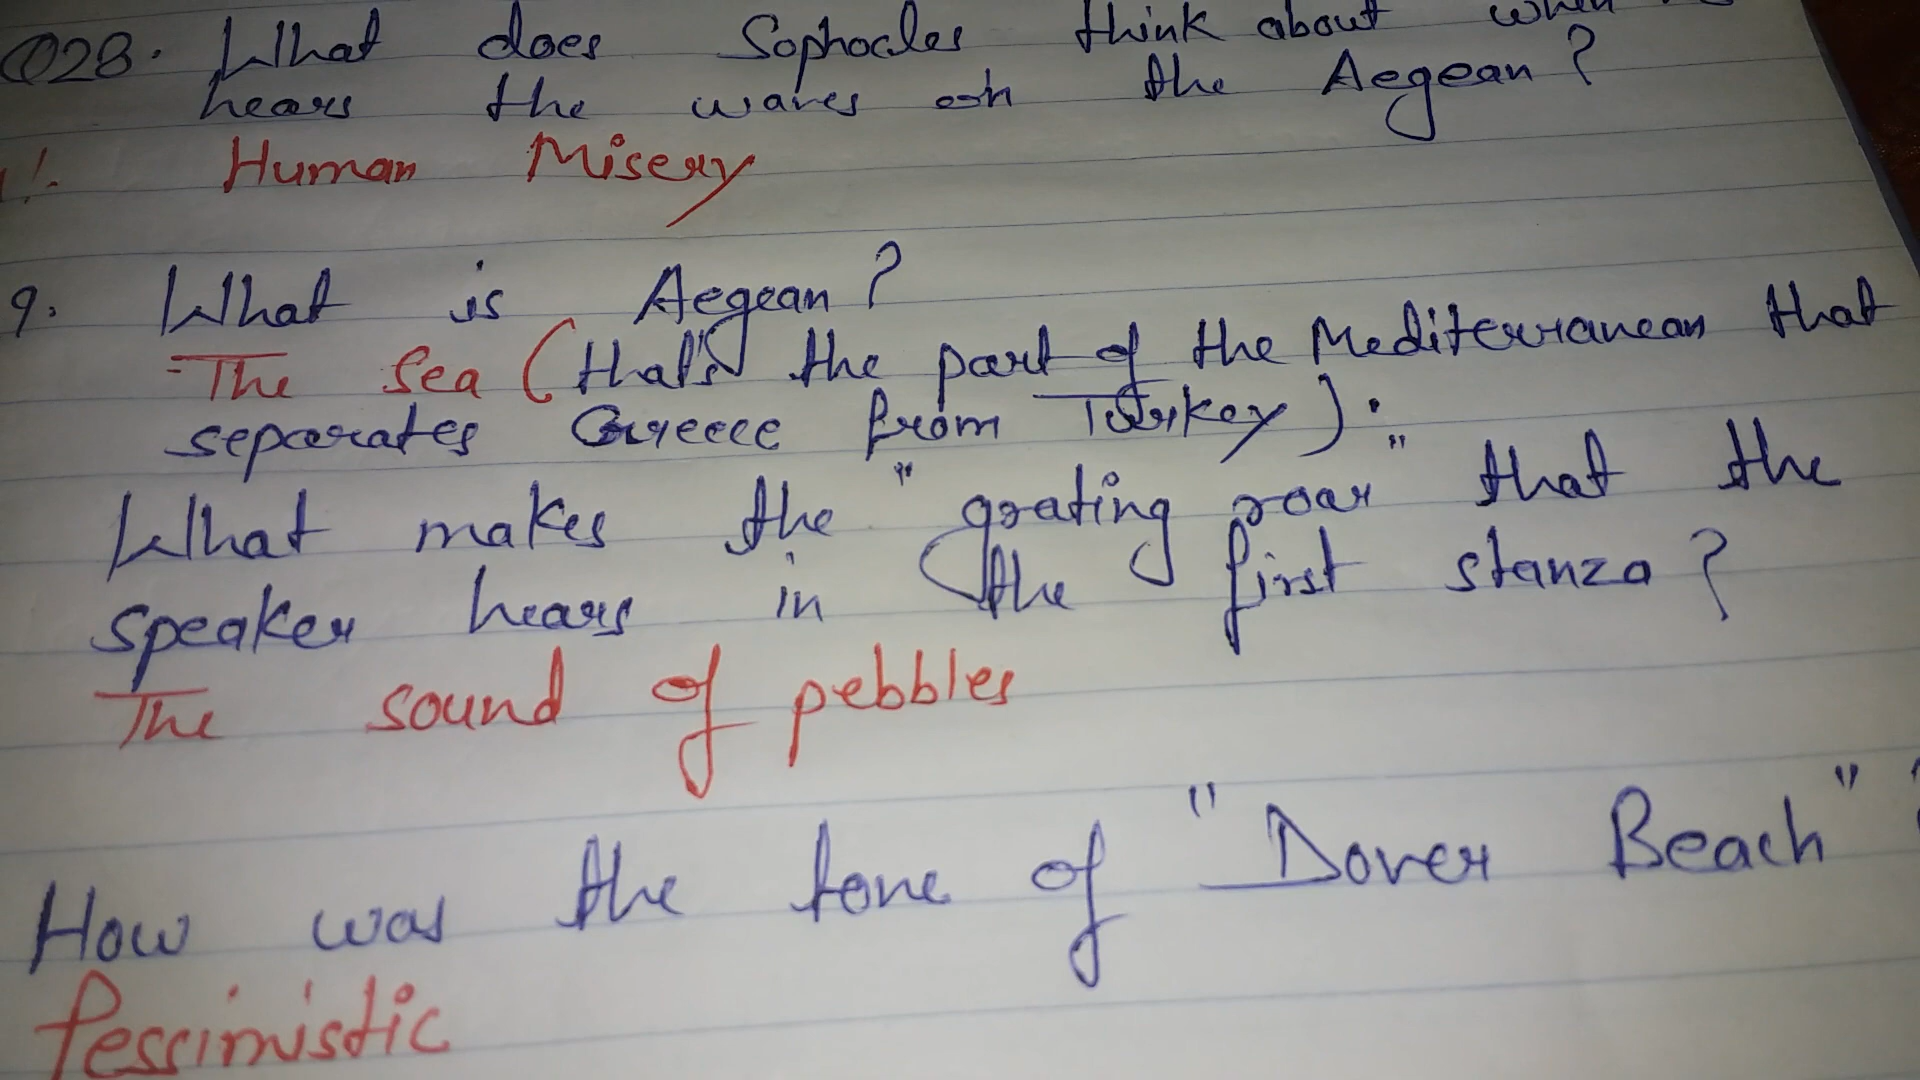 Q28. What does Sophocles think about when
hears the waves on the Aegean?
Human Misery
9. What is Aegean?
-The Sea (that's the part of the Mediterranean that
separates Greece from Turkey).
What makes the "grating roar" that the
speaker hears in the first stanza?
The sound of pebbles
How was the tone of "Dover Beach"
Pessimistic